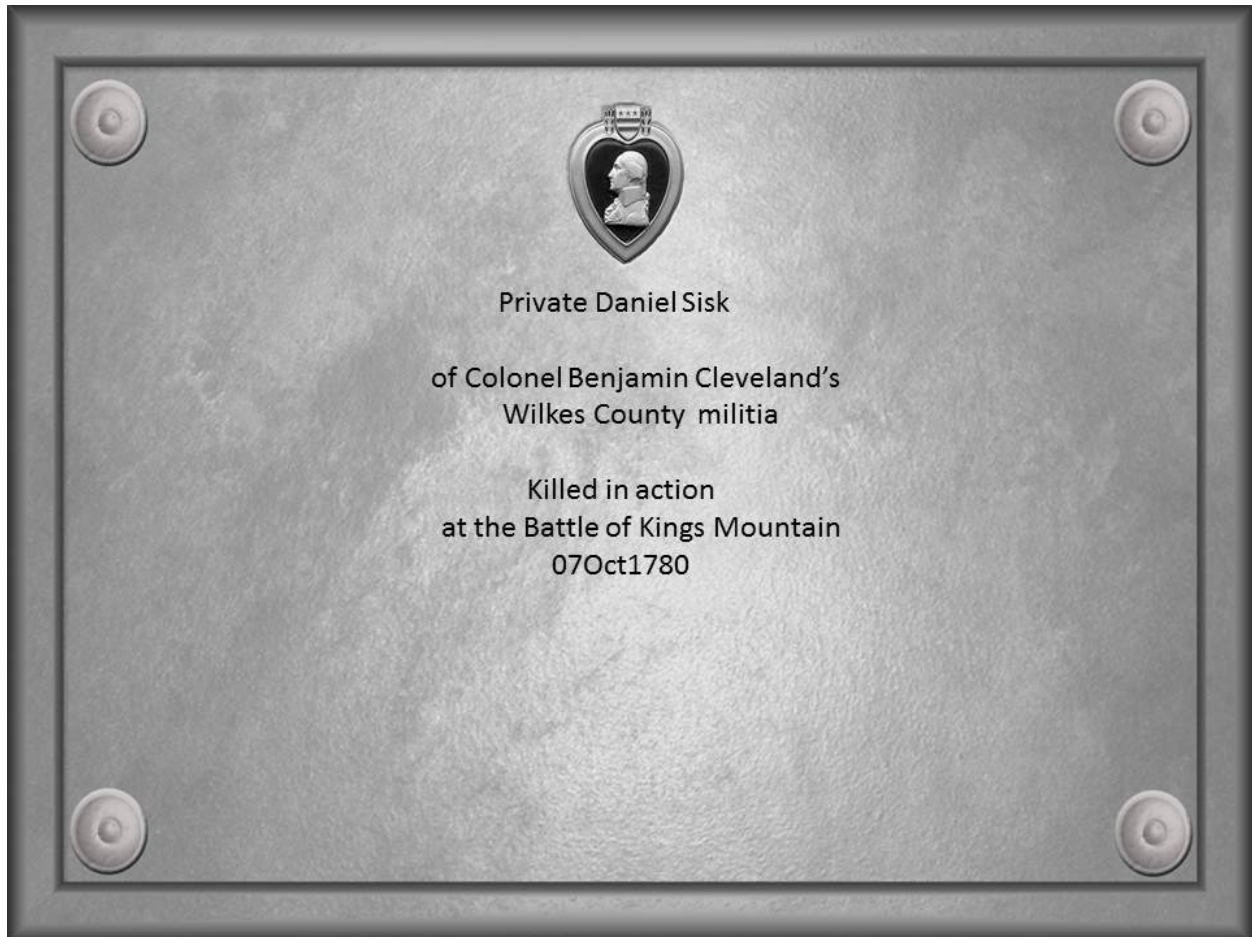 Private Daniel Sisk
of Colonel Benjamin Cleveland’s
Wilkes County militia
Killed in action
at the Battle of Kings Mountain
07Oct1780